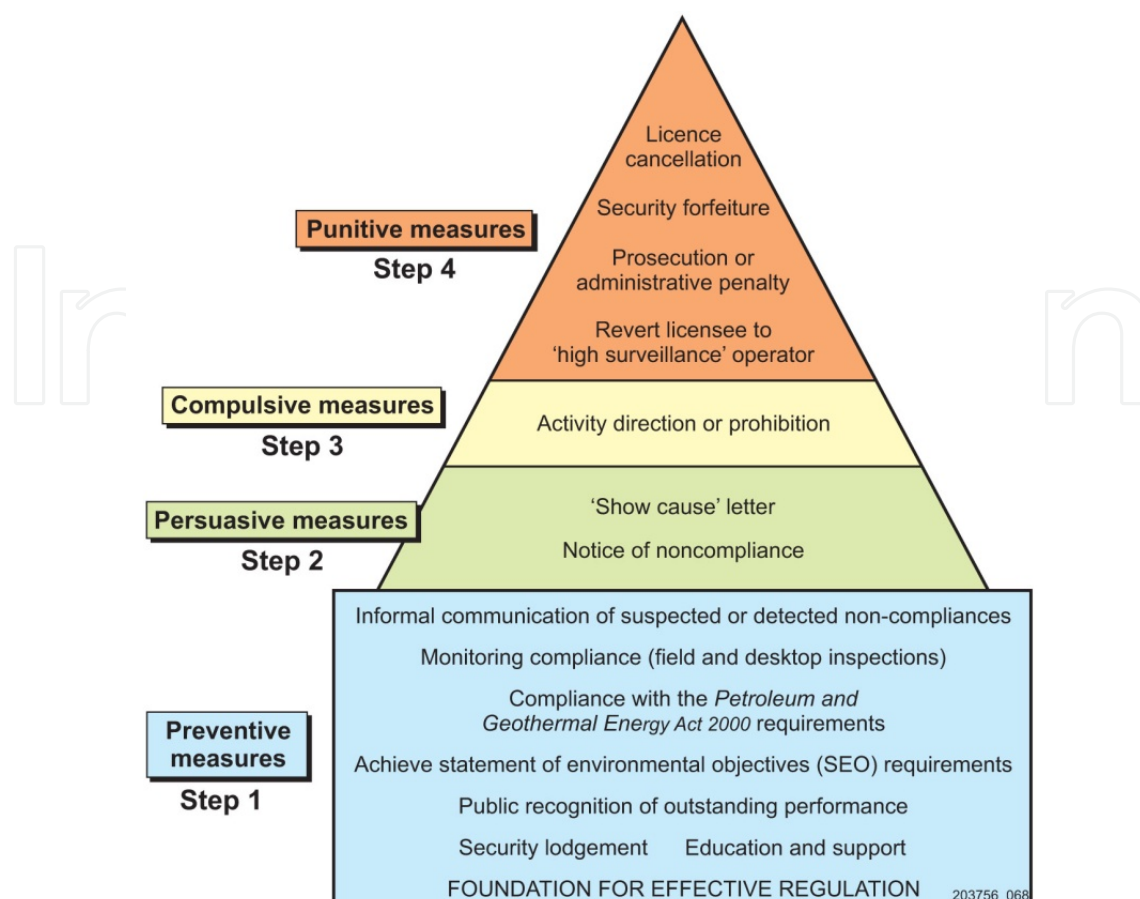 Licence
cancellation
Security forfeiture
Punitive measures
Step 4
Prosecution or
administrative penalty
Revert licensee to
‘high surveillance’ operator
Compulsive measures
Step 3
Activity direction or prohibition
Persuasive measures
Step 2
‘Show cause’ letter
Notice of noncompliance
Informal communication of suspected or detected non-compliances
Monitoring compliance (field and desktop inspections)
Compliance with the Petroleum and
Geothermal Energy Act 2000 requirements
Preventive
measures
Step 1
Achieve statement of environmental objectives (SEO) requirements
Public recognition of outstanding performance
Security lodgement Education and support
FOUNDATION FOR EFFECTIVE REGULATION
203756_068